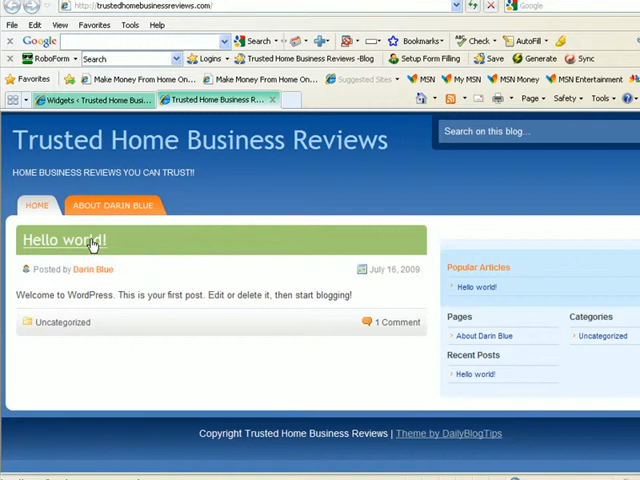 http://trustedhomebusinessreviews.com/
Google
File Edit View Favorites Tools Help
Google Search Bookmarks Check AutoFill
RoboForm Search Logins Trusted Home Business Reviews -Blog Setup Form Filling Save Generate Sync
Favorites Make Money From Home On... Make Money From Home On... Suggested Sites MSN My MSN MSN Money MSN Entertainment
Widgets < Trusted Home Busi... Trusted Home Business R... Page Safety Tools
Trusted Home Business Reviews
Search on this blog...
HOME BUSINESS REVIEWS YOU CAN TRUST!!
HOME ABOUT DARIN BLUE
Hello world!
Posted by Darin Blue July 16, 2009
Welcome to WordPress. This is your first post. Edit or delete it, then start blogging!
Uncategorized 1 Comment
Popular Articles
Hello world!
Pages Categories
About Darin Blue Uncategorized
Recent Posts
Hello world!
Copyright Trusted Home Business Reviews | Theme by DailyBlogTips